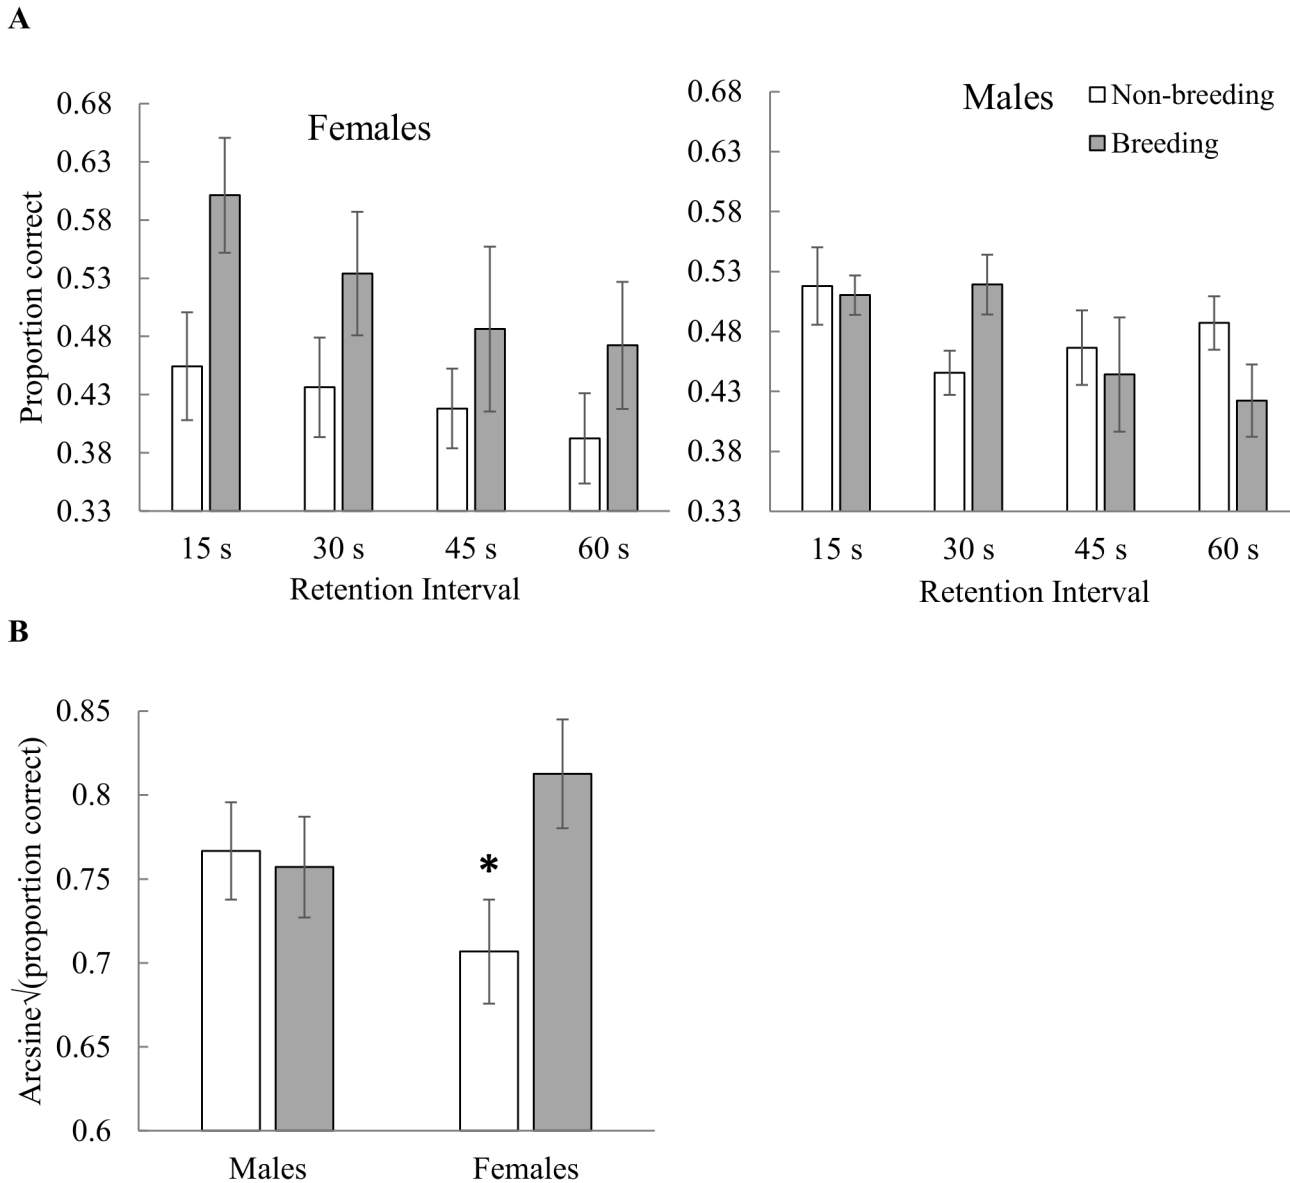 A
Females
Proportion correct
0.68
0.63
0.58
0.53
0.48
0.43
0.38
0.33
15 s 30 s 45 s 60 s
Retention Interval
Males
Non-breeding
Breeding
0.68
0.63
0.58
0.53
0.48
0.43
0.38
0.33
15 s 30 s 45 s 60 s
Retention Interval
B
Arcsine√(proportion correct)
0.85
0.8
0.75
0.7
0.65
0.6
*
Males Females